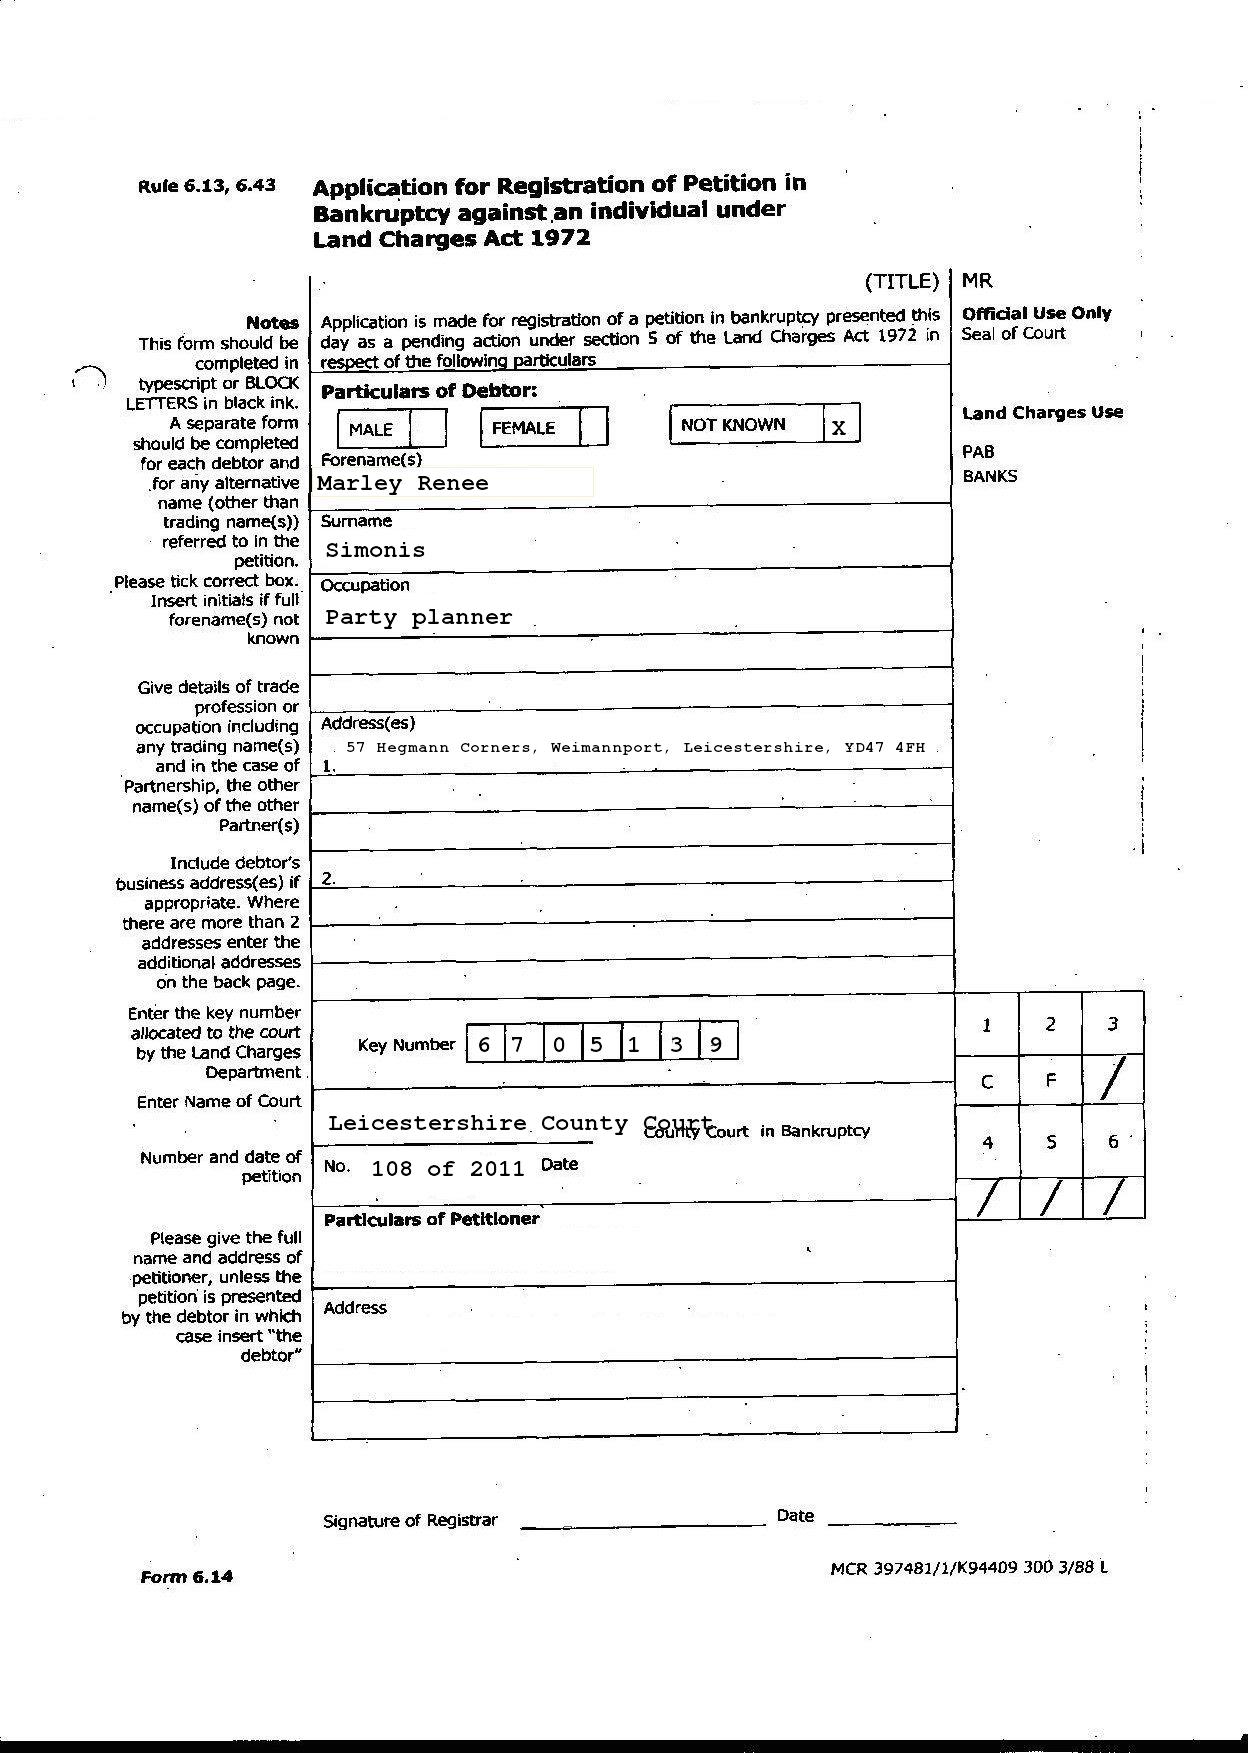 Rule 6.13, 6.43
Application for Registration of Petition in
Bankruptcy against an individual under
Land Charges Act 1972
(TITLE)
MR
Notes
This form should be
completed in
typescript or BLOCK
LETTERS in black ink.
A separate form
should be completed
for each debtor and
for any alternative
name (other than
trading name(s))
referred to in the
petition.
Please tick correct box.
Insert initials if full
forename(s) not
known
Application is made for registration of a petition in bankruptcy presented this
day as a pending action under section 5 of the Land Charges Act 1972 in
respect of the following particulars
Official Use Only
Seal of Court
Particulars of Debtor:
MALE
FEMALE
NOT KNOWN X
Land Charges Use
PAB
BANKS
Forename(s)
Marley Renee
Surname
Simonis
Occupation
Party planner
Give details of trade
profession or
occupation including
any trading name(s)
and in the case of
Partnership, the other
name(s) of the other
Partner(s)
Address(es)
57 Hegmann Corners, Weimannport, Leicestershire, YD47 4FH
1.
Include debtor's
business address(es) if
appropriate. Where
there are more than 2
addresses enter the
additional addresses
on the back page.
2.
Enter the key number
allocated to the court
by the Land Charges
Department
Key Number 6 7 0 5 1 3 9
1 2 3
C F /
4 5 6
/ / /
Enter Name of Court
Leicestershire County Court County Court in Bankruptcy
Number and date of
petition
No. 108 of 2011 Date
Particulars of Petitioner
Please give the full
name and address of
petitioner, unless the
petition is presented
by the debtor in which
case insert "the
debtor"
Address
Signature of Registrar
Date
Form 6.14
MCR 397481/1/K94409 300 3/88 L